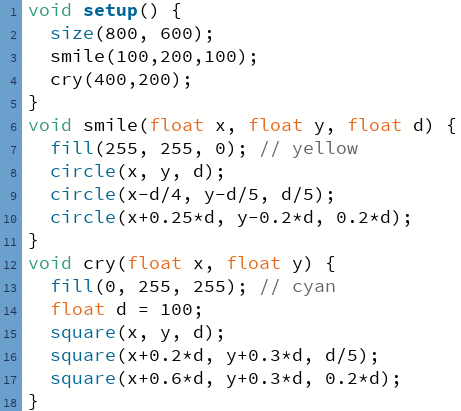 1 void setup() {
2   size(800, 600);
3   smile(100,200,100);
4   cry(400,200);
5 }
6 void smile(float x, float y, float d) {
7   fill(255, 255, 0); // yellow
8   circle(x, y, d);
9   circle(x-d/4, y-d/5, d/5);
10   circle(x+0.25*d, y-0.2*d, 0.2*d);
11 }
12 void cry(float x, float y) {
13   fill(0, 255, 255); // cyan
14   float d = 100;
15   square(x, y, d);
16   square(x+0.2*d, y+0.3*d, d/5);
17   square(x+0.6*d, y+0.3*d, 0.2*d);
18 }